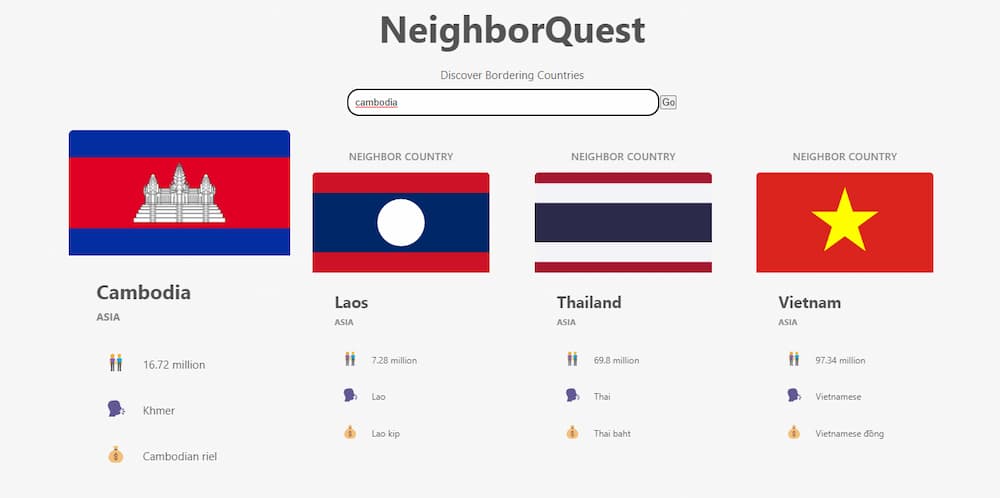 NeighborQuest
Discover Bordering Countries
cambodia
Go
Cambodia
ASIA
16.72 million
Khmer
Cambodian riel
NEIGHBOR COUNTRY
Laos
ASIA
7.28 million
Lao
Lao kip
NEIGHBOR COUNTRY
Thailand
ASIA
69.8 million
Thai
Thai baht
NEIGHBOR COUNTRY
Vietnam
ASIA
97.34 million
Vietnamese
Vietnamese đồng